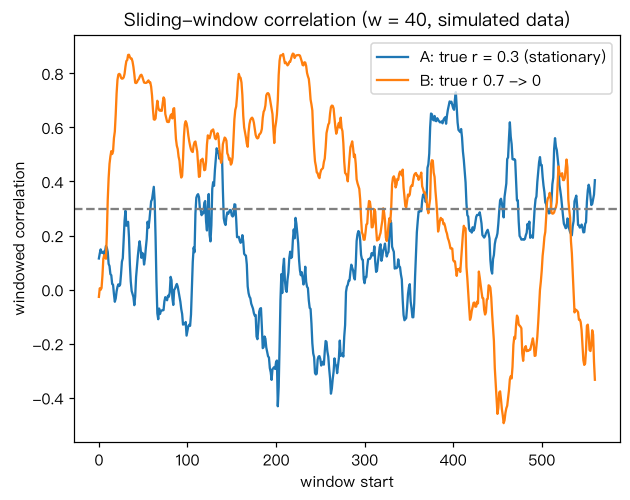 Sliding-window correlation (w = 40, simulated data)
A: true r = 0.3 (stationary)
B: true r 0.7 -> 0
windowed correlation
0.8
0.6
0.4
0.2
0.0
−0.2
−0.4
0 100 200 300 400 500
window start